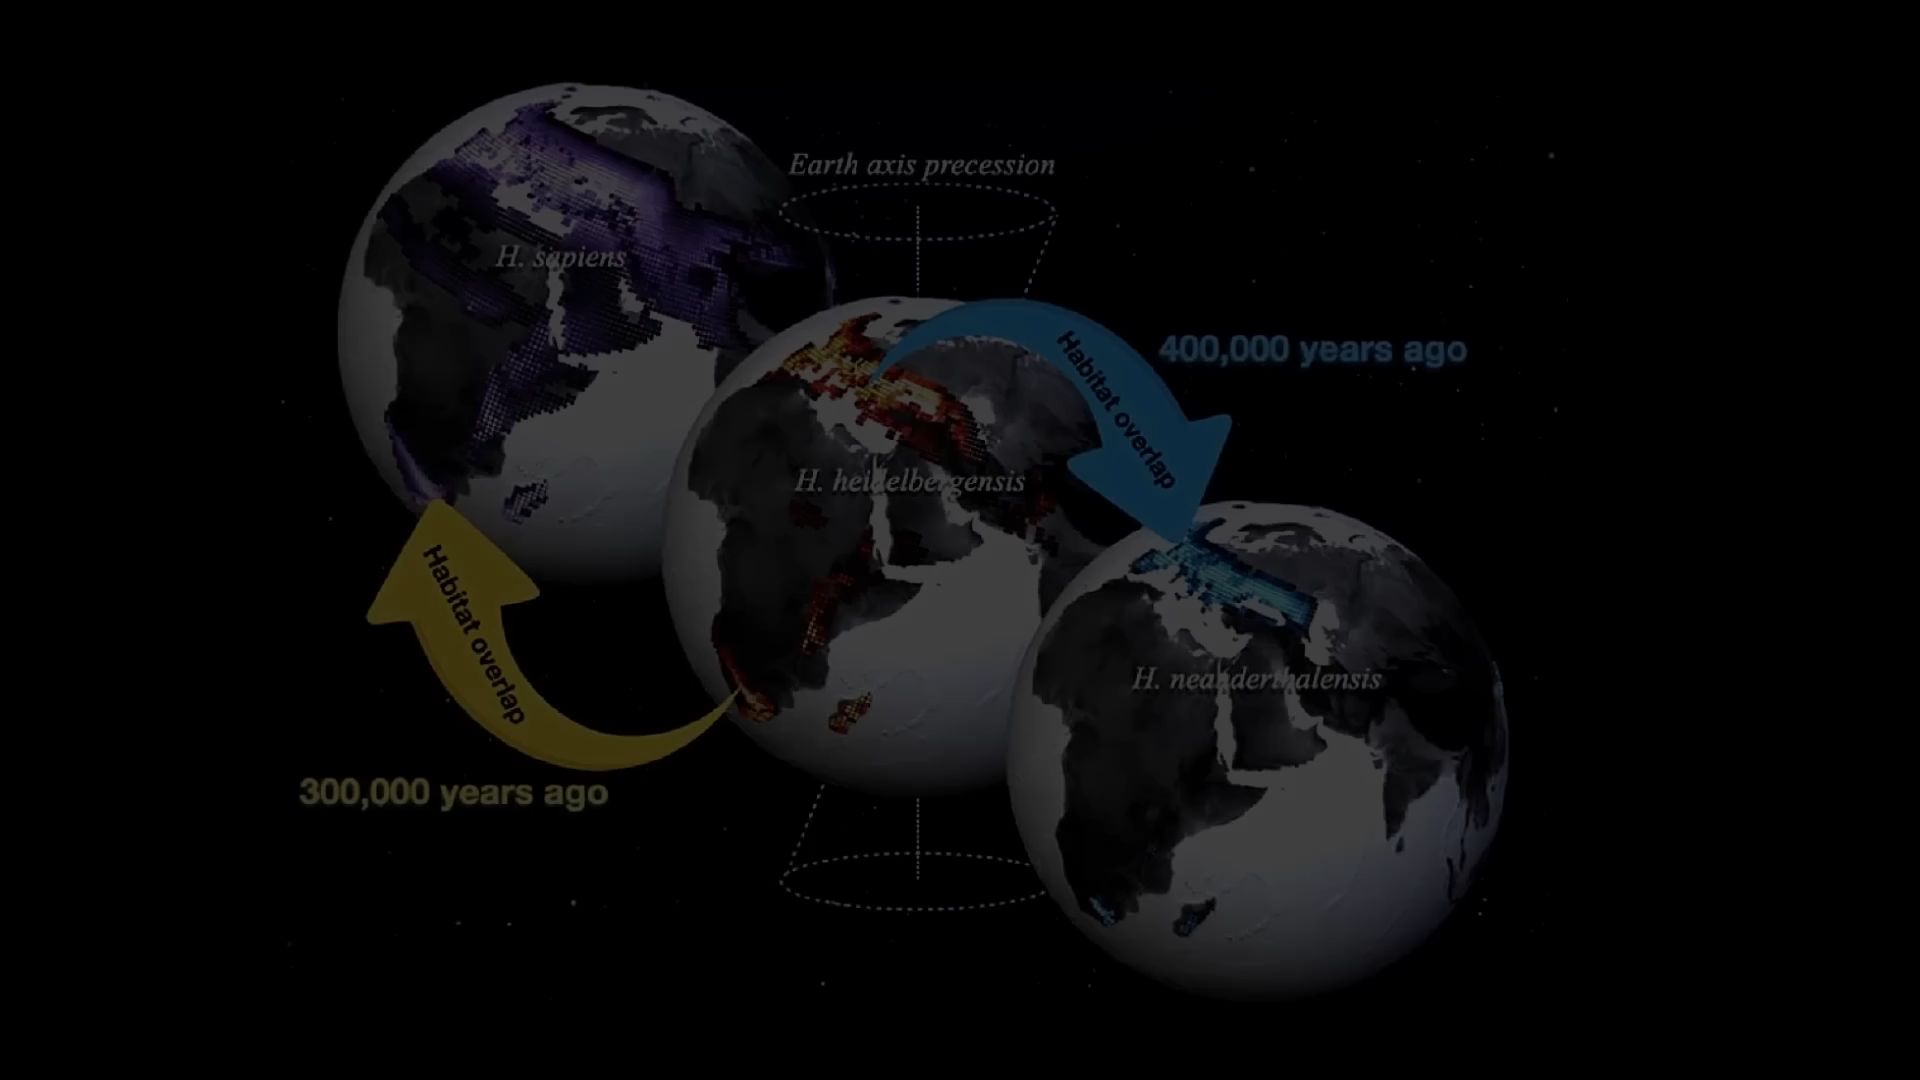 Earth axis precession
H. sapiens
400,000 years ago
Habitat overlap
H. heidelbergensis
Habitat overlap
H. neanderthalensis
300,000 years ago